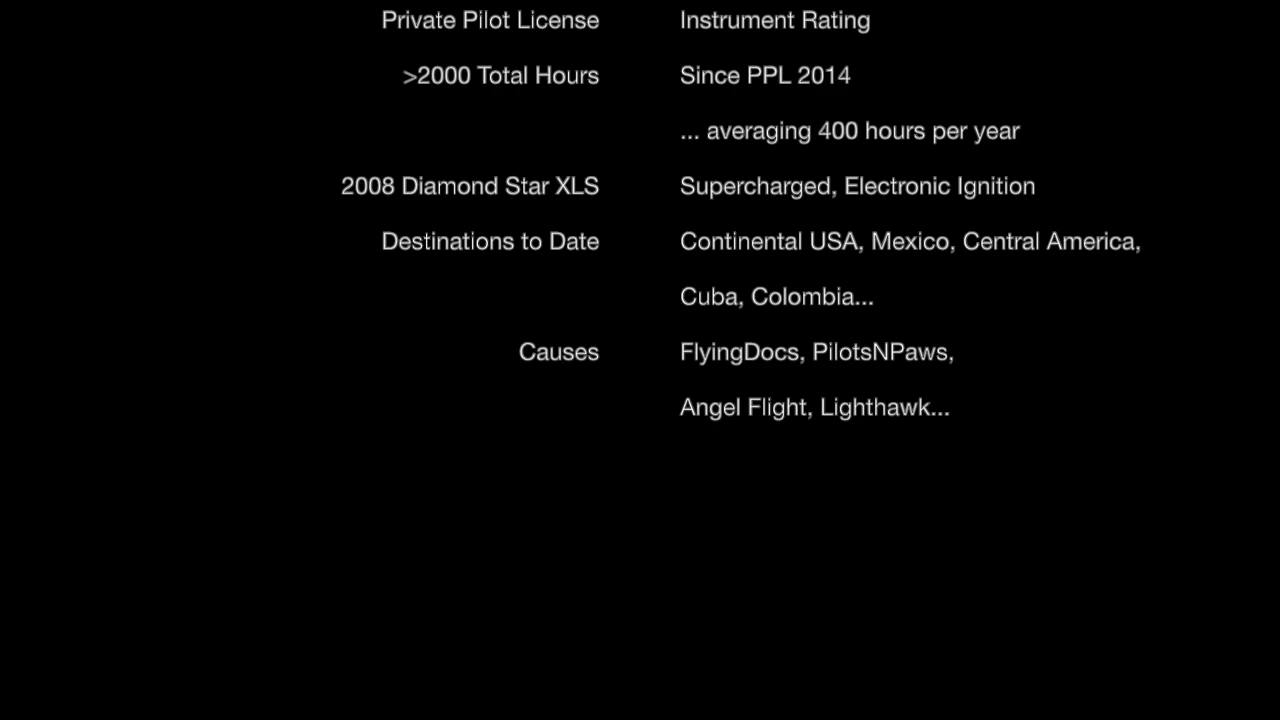 Private Pilot License Instrument Rating
>2000 Total Hours Since PPL 2014
... averaging 400 hours per year
2008 Diamond Star XLS Supercharged, Electronic Ignition
Destinations to Date Continental USA, Mexico, Central America,
Cuba, Colombia...
Causes FlyingDocs, PilotsNPaws,
Angel Flight, Lighthawk...